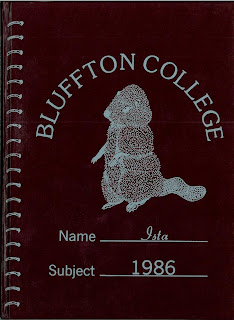 BLUFFTON COLLEGE
Name Ista
Subject 1986